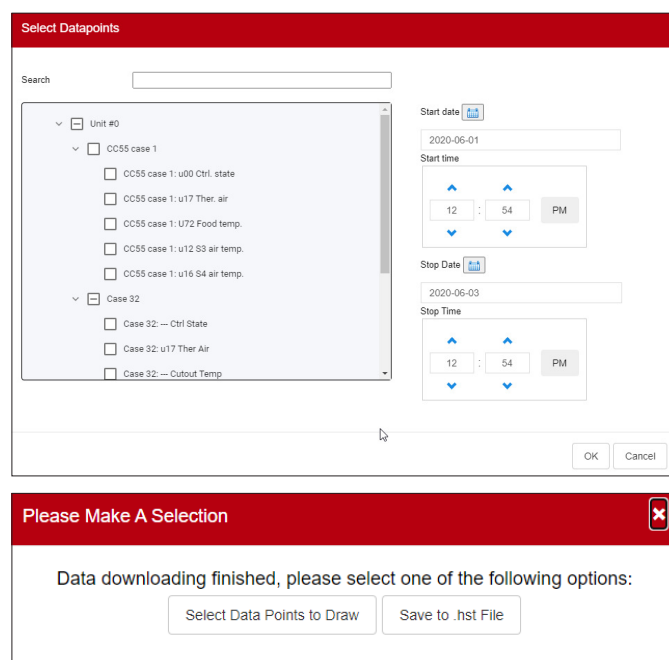 Select Datapoints
Search
Unit #0
CC55 case 1
CC55 case 1: u00 Ctrl. state
CC55 case 1: u17 Ther. air
CC55 case 1: U72 Food temp.
CC55 case 1: u12 S3 air temp.
CC55 case 1: u16 S4 air temp.
Case 32
Case 32: --- Ctrl State
Case 32: u17 Ther Air
Case 32: --- Cutout Temp
Start date
2020-06-01
Start time
12 : 54 PM
Stop Date
2020-06-03
Stop Time
12 : 54 PM
OK Cancel
Please Make A Selection
Data downloading finished, please select one of the following options:
Select Data Points to Draw Save to .hst File